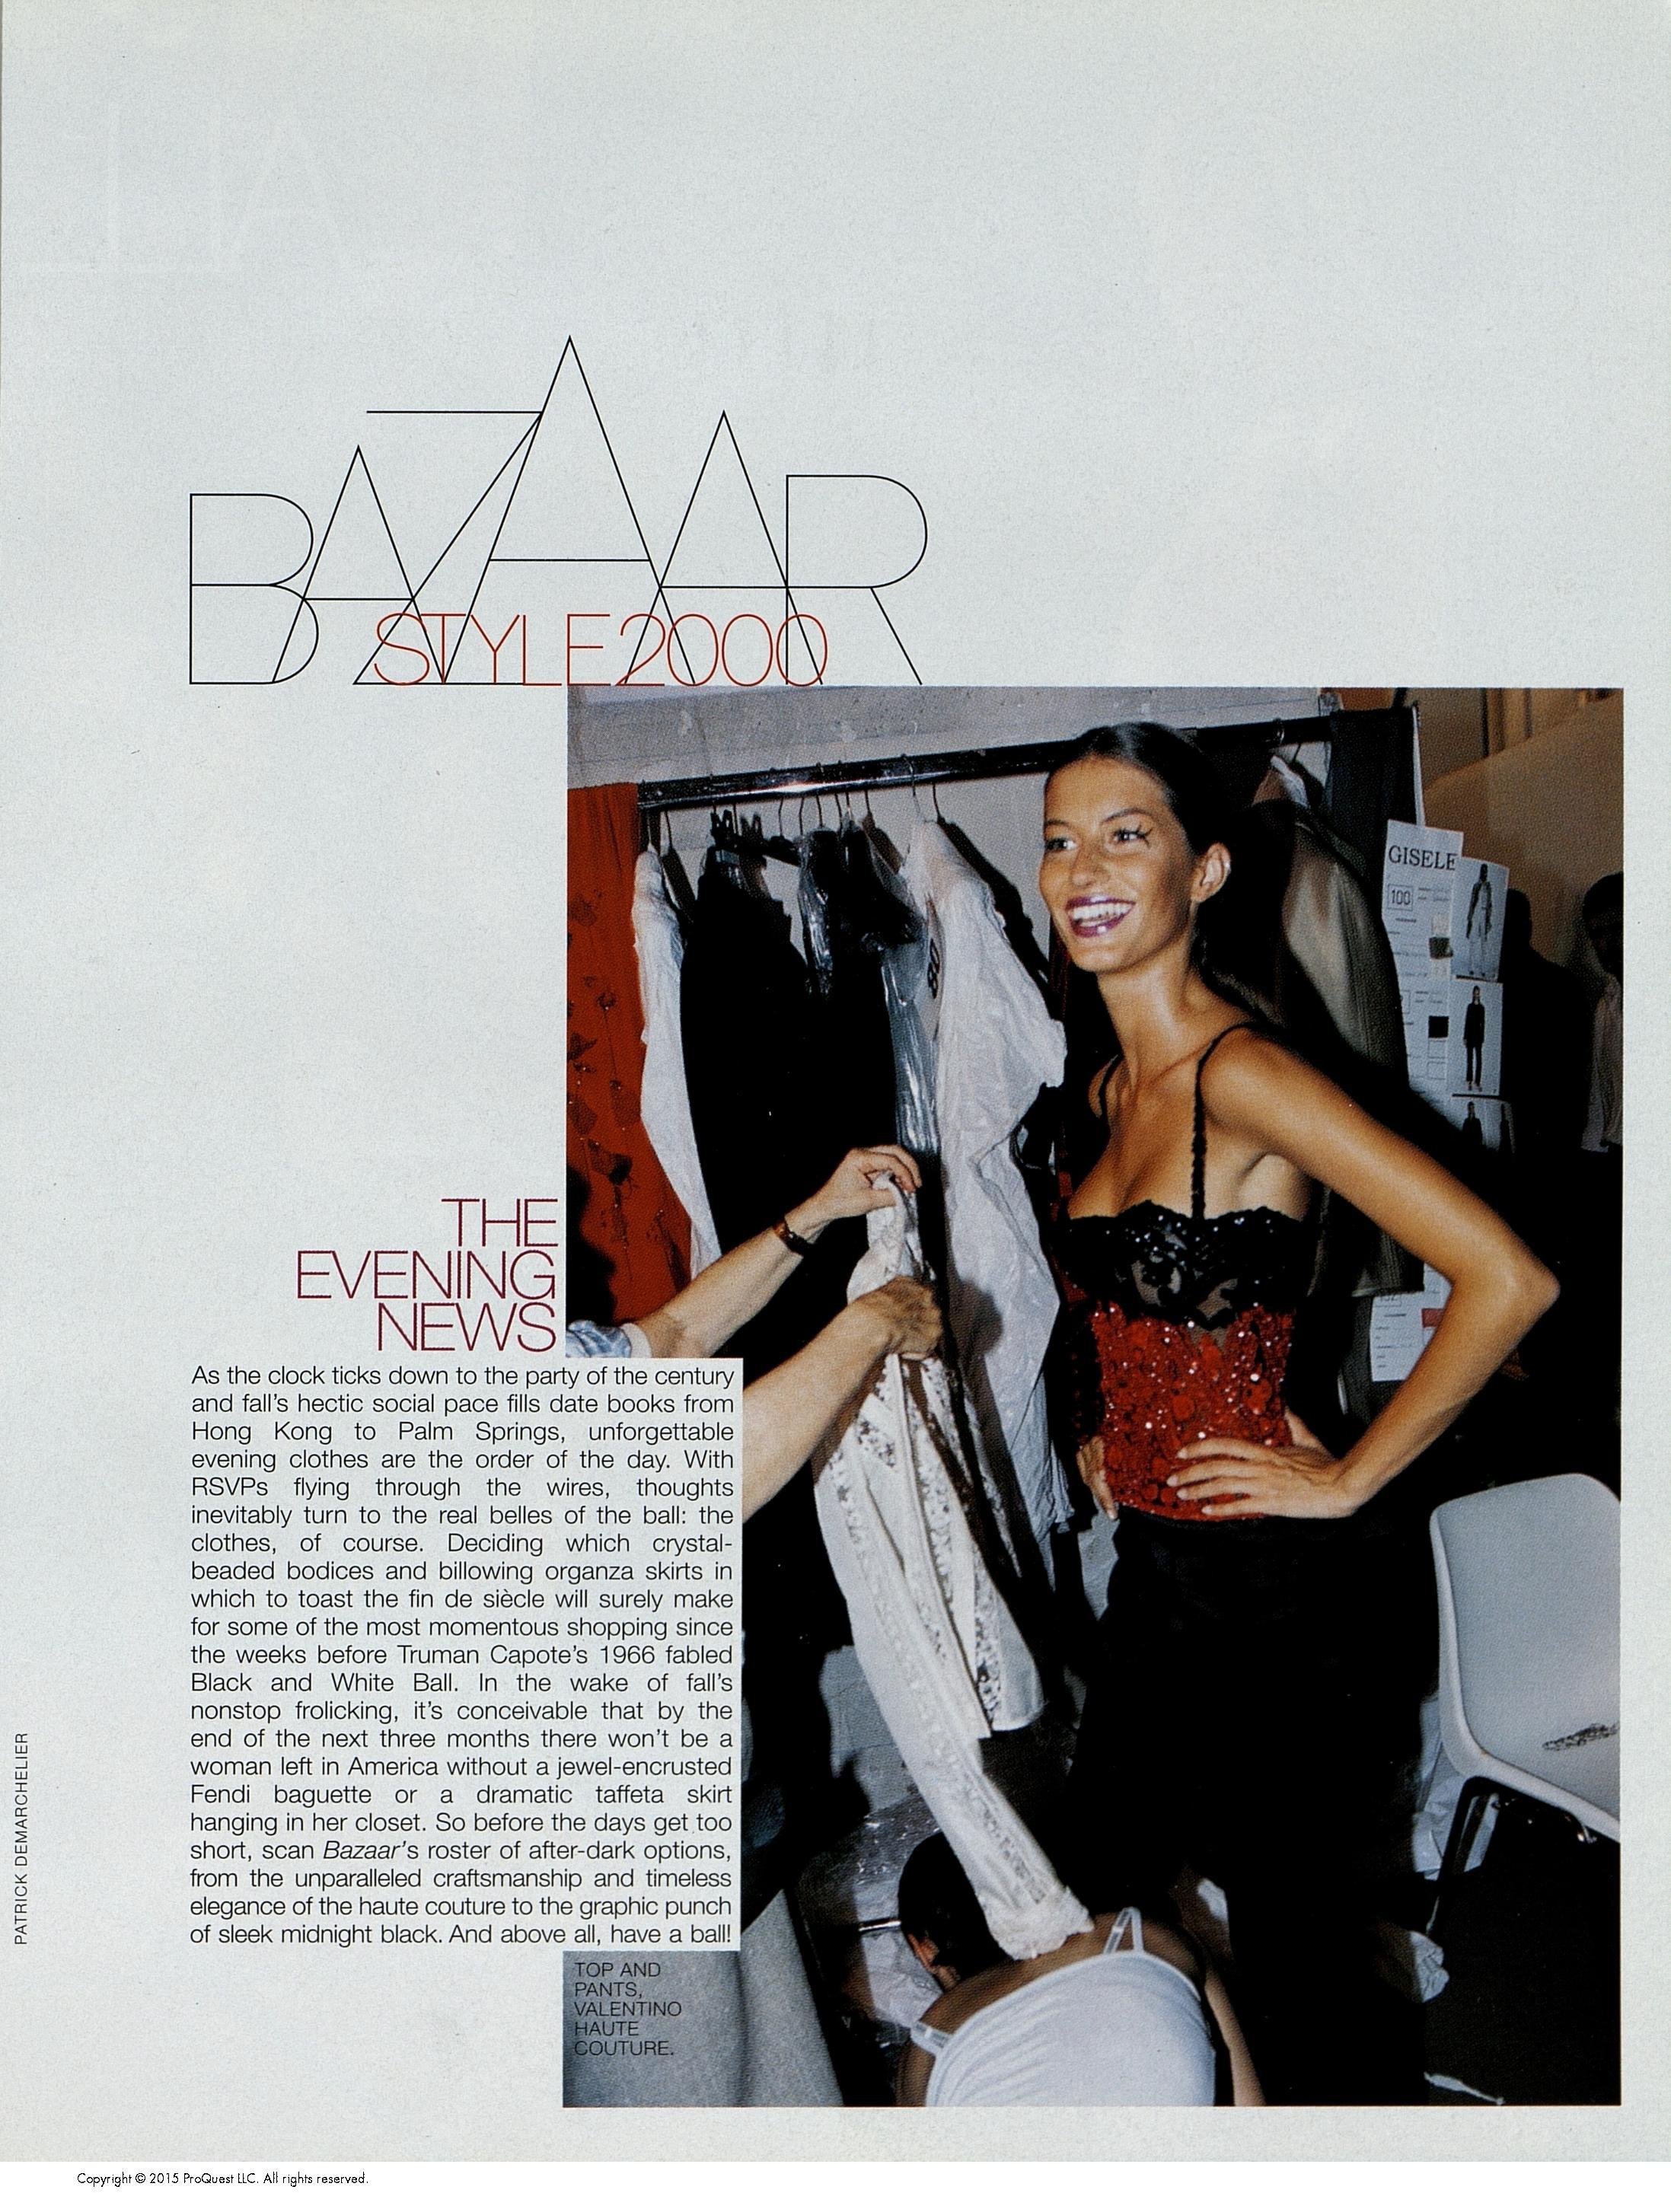 BAZAAR
STYLE2000
GISELE
100
80
THE
EVENING
NEWS
As the clock ticks down to the party of the century
and fall's hectic social pace fills date books from
Hong Kong to Palm Springs, unforgettable
evening clothes are the order of the day. With
RSVPs flying through the wires, thoughts
inevitably turn to the real belles of the ball: the
clothes, of course. Deciding which crystal-
beaded bodices and billowing organza skirts in
which to toast the fin de siècle will surely make
for some of the most momentous shopping since
the weeks before Truman Capote's 1966 fabled
Black and White Ball. In the wake of fall's
nonstop frolicking, it's conceivable that by the
end of the next three months there won't be a
woman left in America without a jewel-encrusted
Fendi baguette or a dramatic taffeta skirt
hanging in her closet. So before the days get too
short, scan Bazaar's roster of after-dark options,
from the unparalleled craftsmanship and timeless
elegance of the haute couture to the graphic punch
of sleek midnight black. And above all, have a ball!
TOP AND
PANTS,
VALENTINO
HAUTE
COUTURE.
PATRICK DEMARCHELIER
Copyright © 2015 ProQuest LLC. All rights reserved.